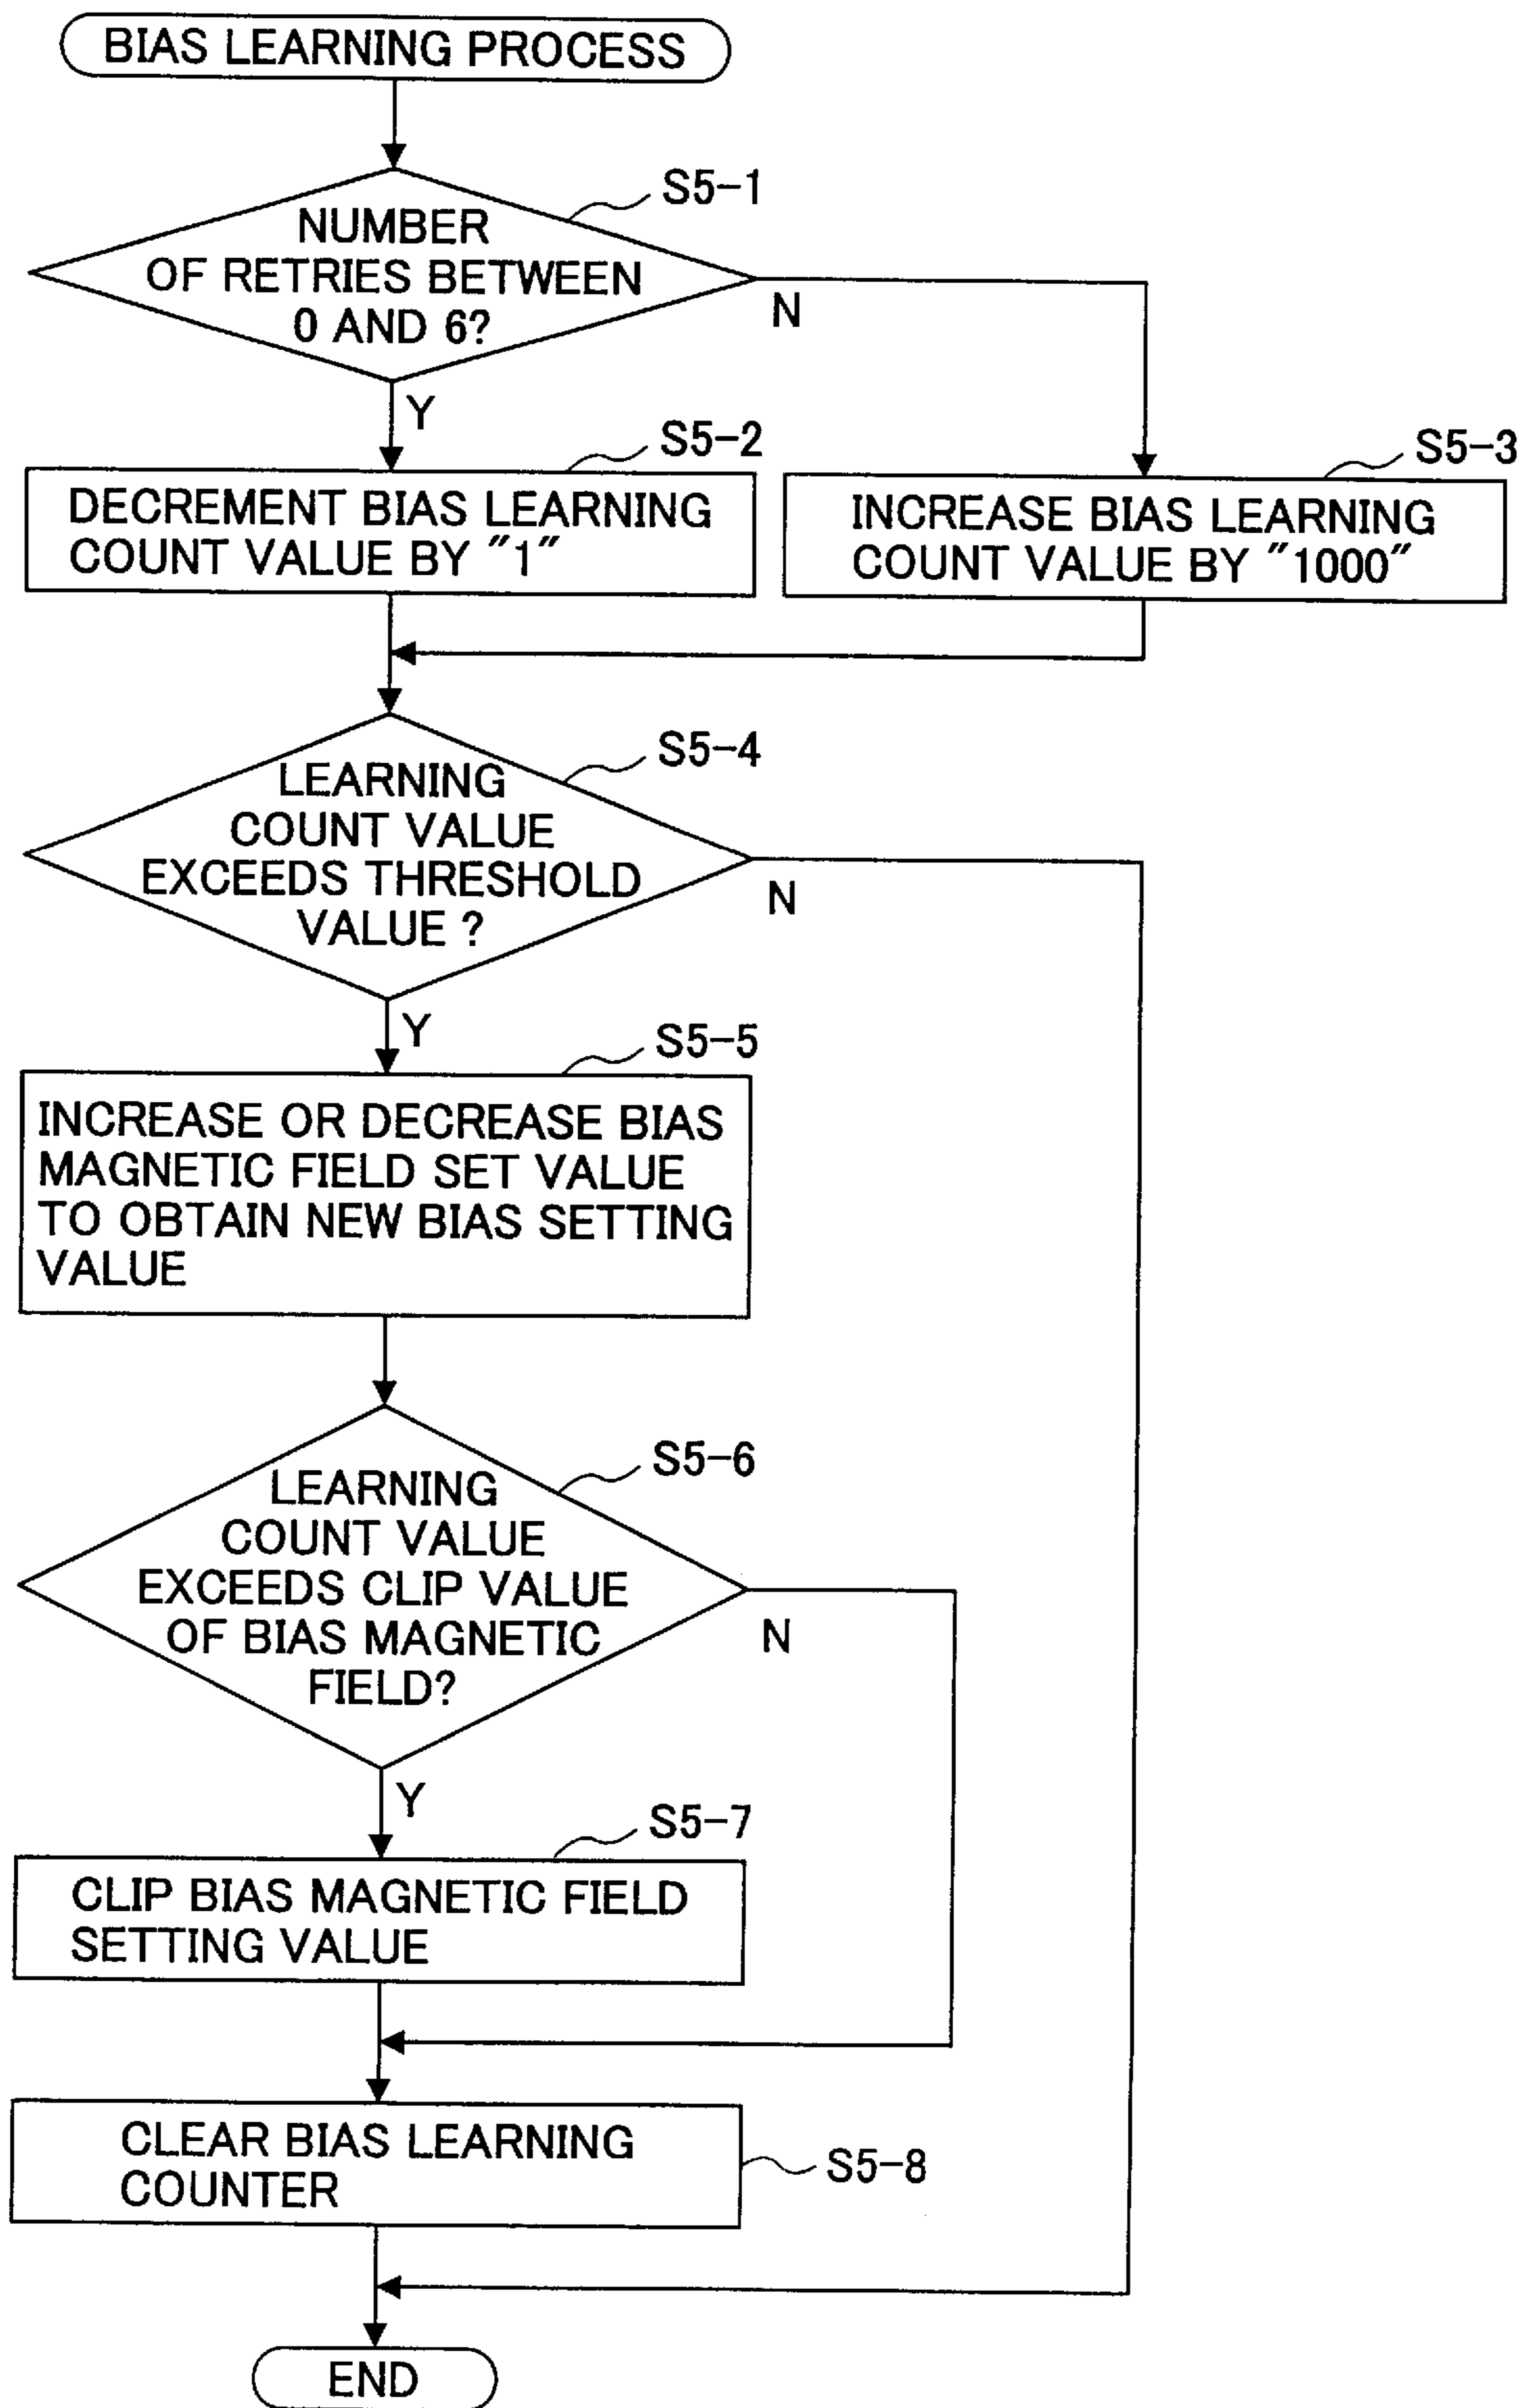 BIAS LEARNING PROCESS
S5-1
NUMBER
OF RETRIES BETWEEN
0 AND 6?
N
Y
S5-2
DECREMENT BIAS LEARNING
COUNT VALUE BY "1"
S5-3
INCREASE BIAS LEARNING
COUNT VALUE BY "1000"
S5-4
LEARNING
COUNT VALUE
EXCEEDS THRESHOLD
VALUE ?
N
Y
S5-5
INCREASE OR DECREASE BIAS
MAGNETIC FIELD SET VALUE
TO OBTAIN NEW BIAS SETTING
VALUE
S5-6
LEARNING
COUNT VALUE
EXCEEDS CLIP VALUE
OF BIAS MAGNETIC
FIELD?
N
Y
S5-7
CLIP BIAS MAGNETIC FIELD
SETTING VALUE
CLEAR BIAS LEARNING
COUNTER
S5-8
END